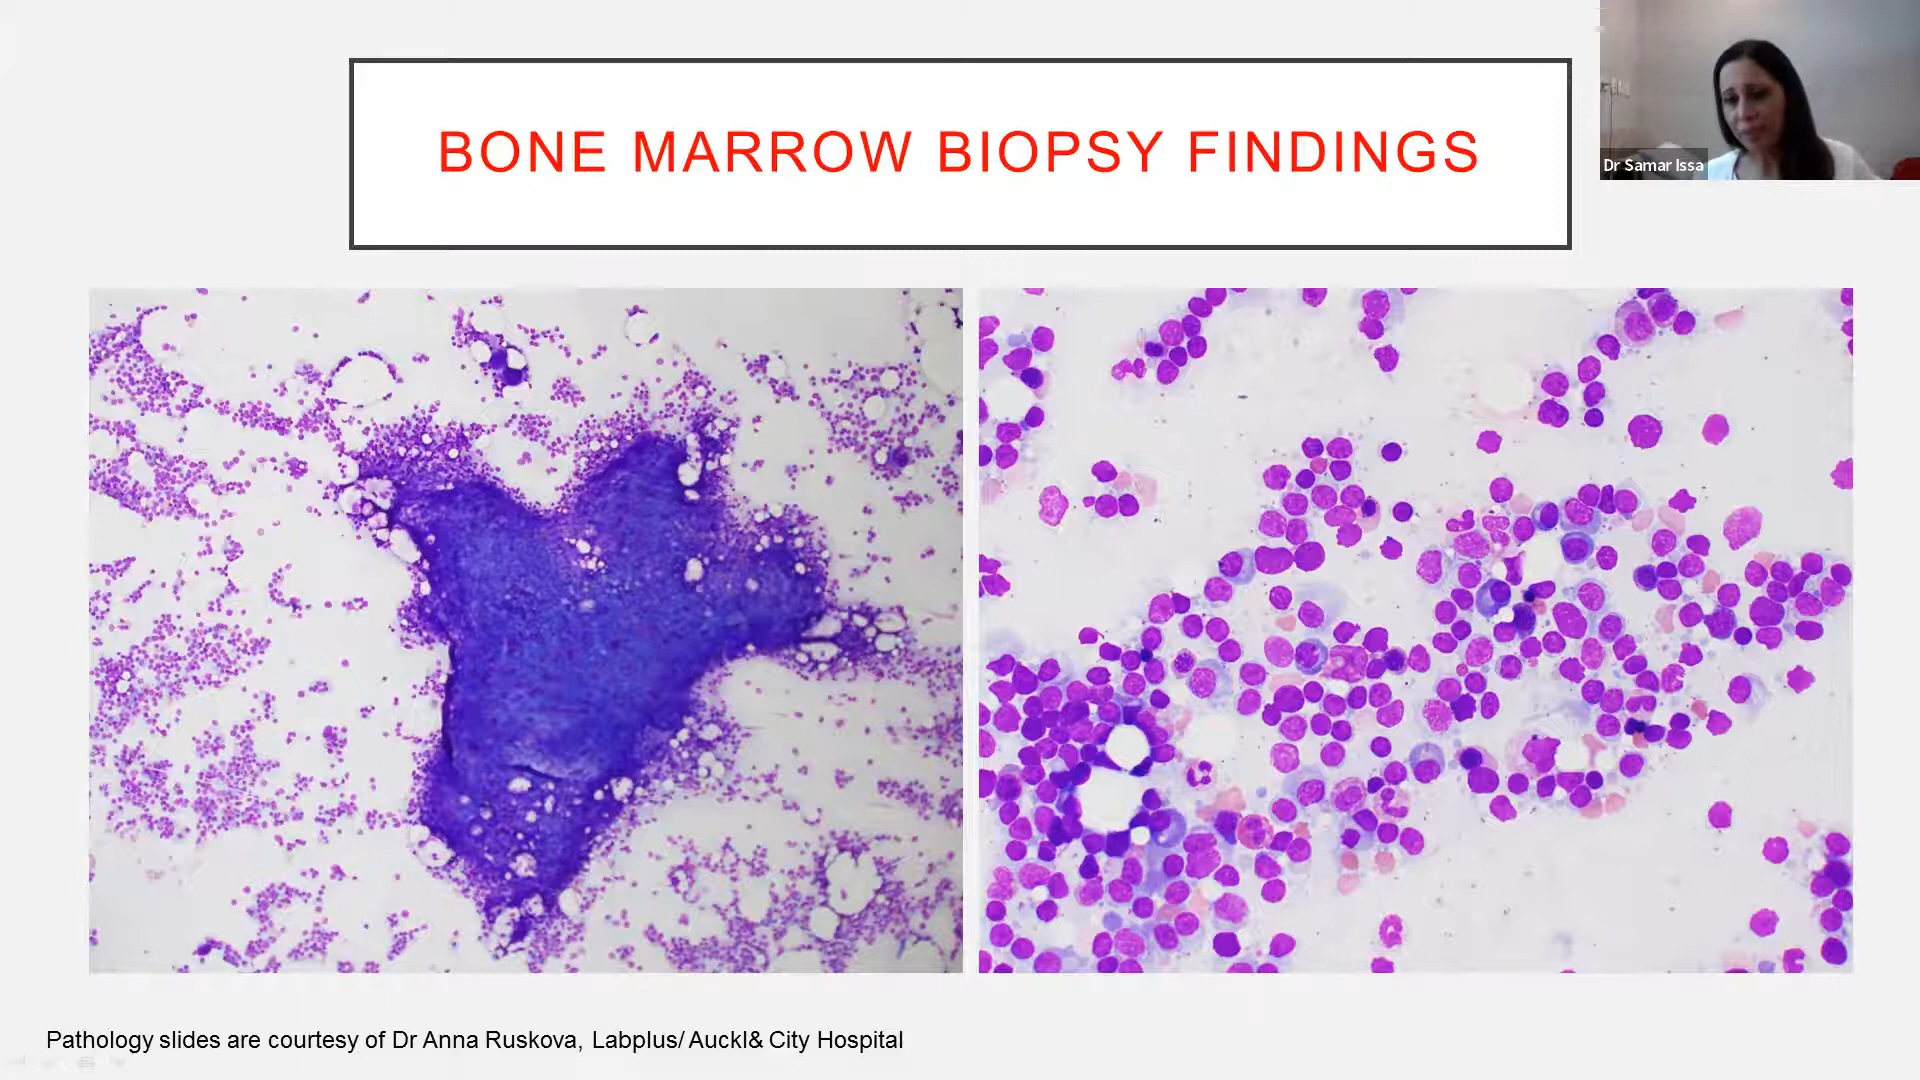 BONE MARROW BIOPSY FINDINGS
Dr Samar Issa
Pathology slides are courtesy of Dr Anna Ruskova, Labplus/ Auckl& City Hospital